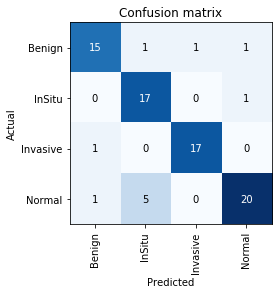 Confusion matrix
Actual
Benign 15 1 1 1
InSitu 0 17 0 1
Invasive 1 0 17 0
Normal 1 5 0 20
Benign InSitu Invasive Normal
Predicted